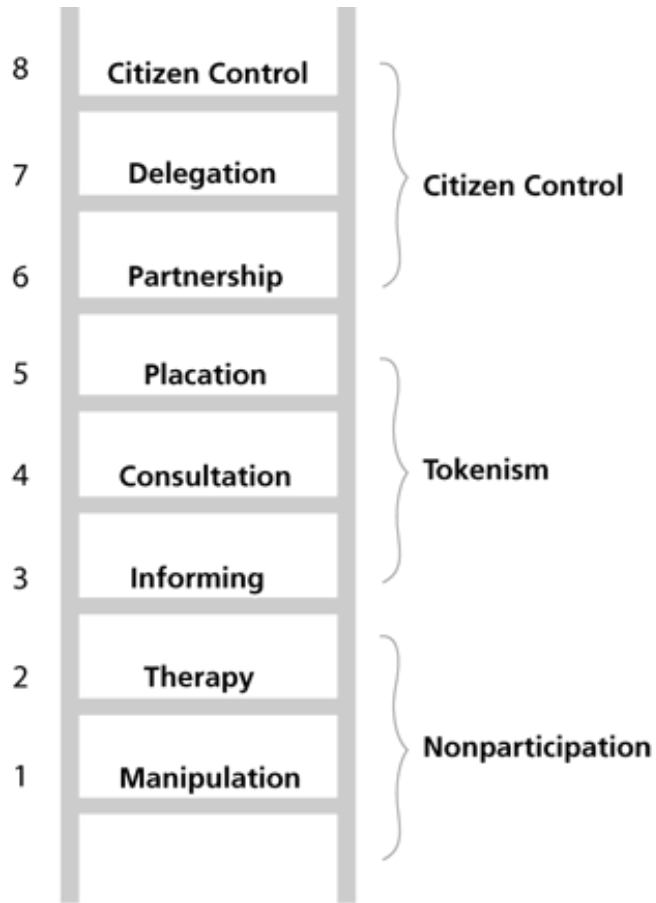 8 Citizen Control
7 Delegation
Citizen Control
6 Partnership
5 Placation
4 Consultation
Tokenism
3 Informing
2 Therapy
Nonparticipation
1 Manipulation